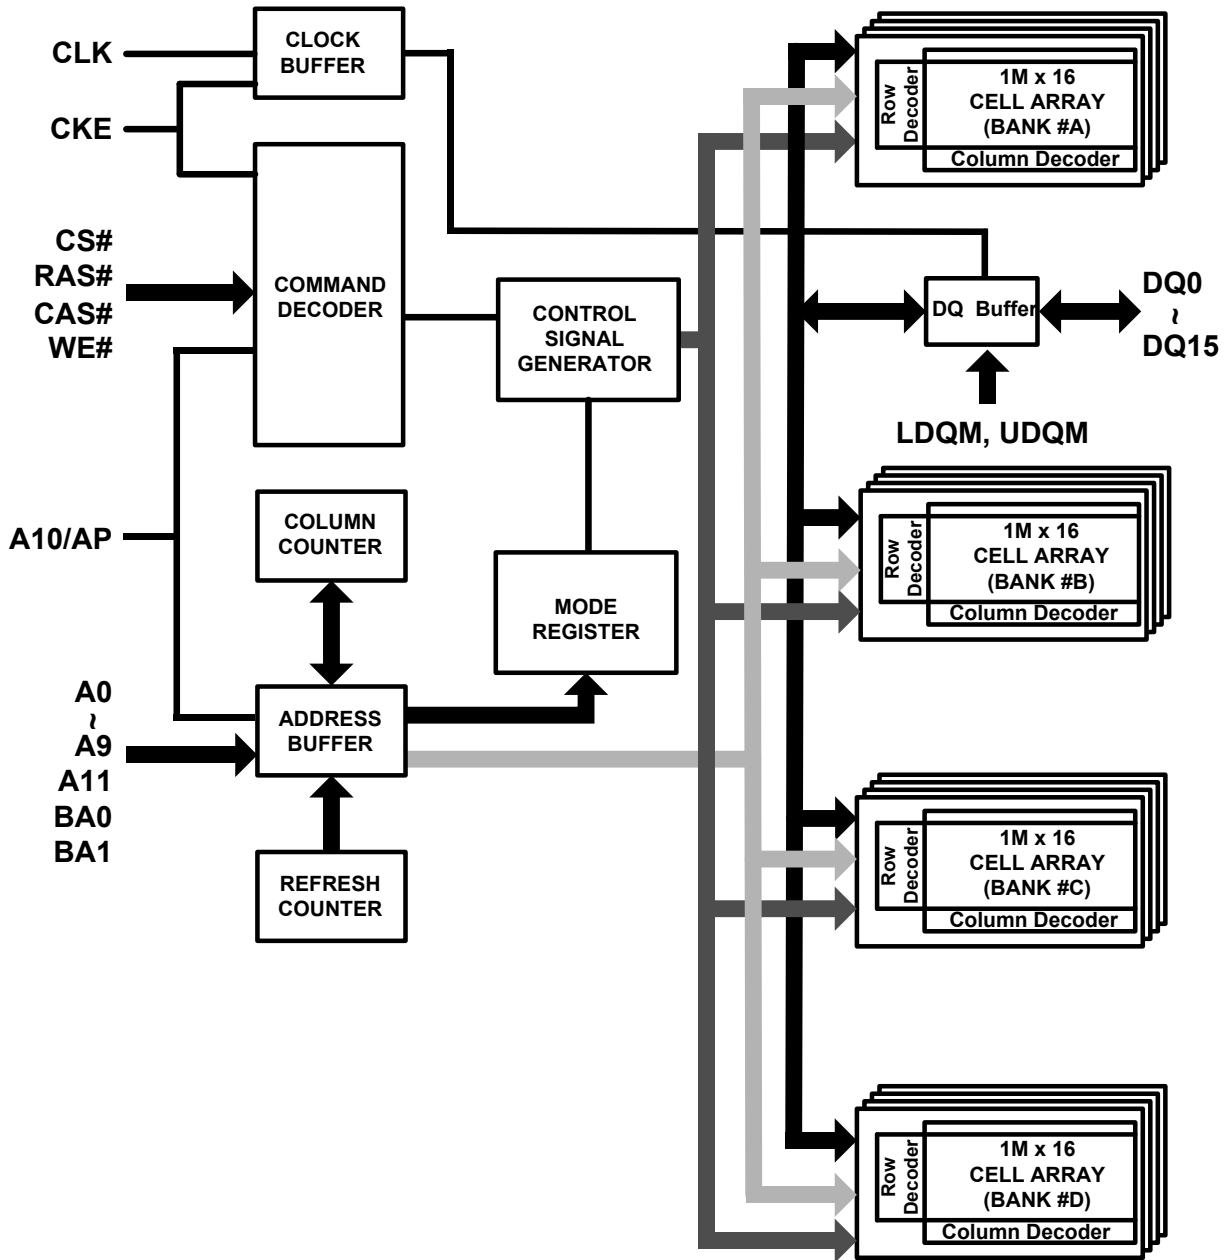 CLK
CKE
CLOCK
BUFFER
CS#
RAS#
CAS#
WE#
COMMAND
DECODER
CONTROL
SIGNAL
GENERATOR
A10/AP
COLUMN
COUNTER
MODE
REGISTER
A0
~
A9
A11
BA0
BA1
ADDRESS
BUFFER
REFRESH
COUNTER
Row
Decoder
1M x 16
CELL ARRAY
(BANK #A)
Column Decoder
DQ Buffer
DQ0
~
DQ15
LDQM, UDQM
Row
Decoder
1M x 16
CELL ARRAY
(BANK #B)
Column Decoder
Row
Decoder
1M x 16
CELL ARRAY
(BANK #C)
Column Decoder
Row
Decoder
1M x 16
CELL ARRAY
(BANK #D)
Column Decoder